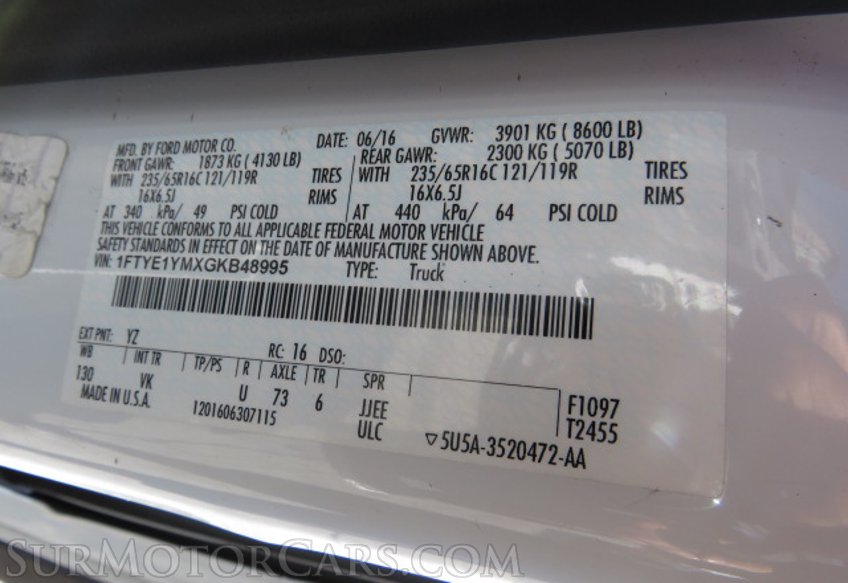 MFD. BY FORD MOTOR CO. DATE: 06/16 GVWR: 3901 KG ( 8600 LB)
FRONT GAWR: 1873 KG ( 4130 LB) REAR GAWR: 2300 KG ( 5070 LB)
WITH 235/65R16C 121/119R TIRES WITH 235/65R16C 121/119R TIRES
16X6.5J RIMS 16X6.5J RIMS
AT 340 kPa/ 49 PSI COLD AT 440 kPa/ 64 PSI COLD
THIS VEHICLE CONFORMS TO ALL APPLICABLE FEDERAL MOTOR VEHICLE
SAFETY STANDARDS IN EFFECT ON THE DATE OF MANUFACTURE SHOWN ABOVE.
VIN: 1FTYE1YMXGKB48995 TYPE: Truck
EXT PNT: YZ RC: 16 DSO:
WB INT TR TP/PS R AXLE TR SPR
130 VK U 73 6 JJEE F1097
MADE IN U.S.A. 1201606307115 ULC T2455
▽5U5A-3520472-AA
SURMOTORCARS.COM